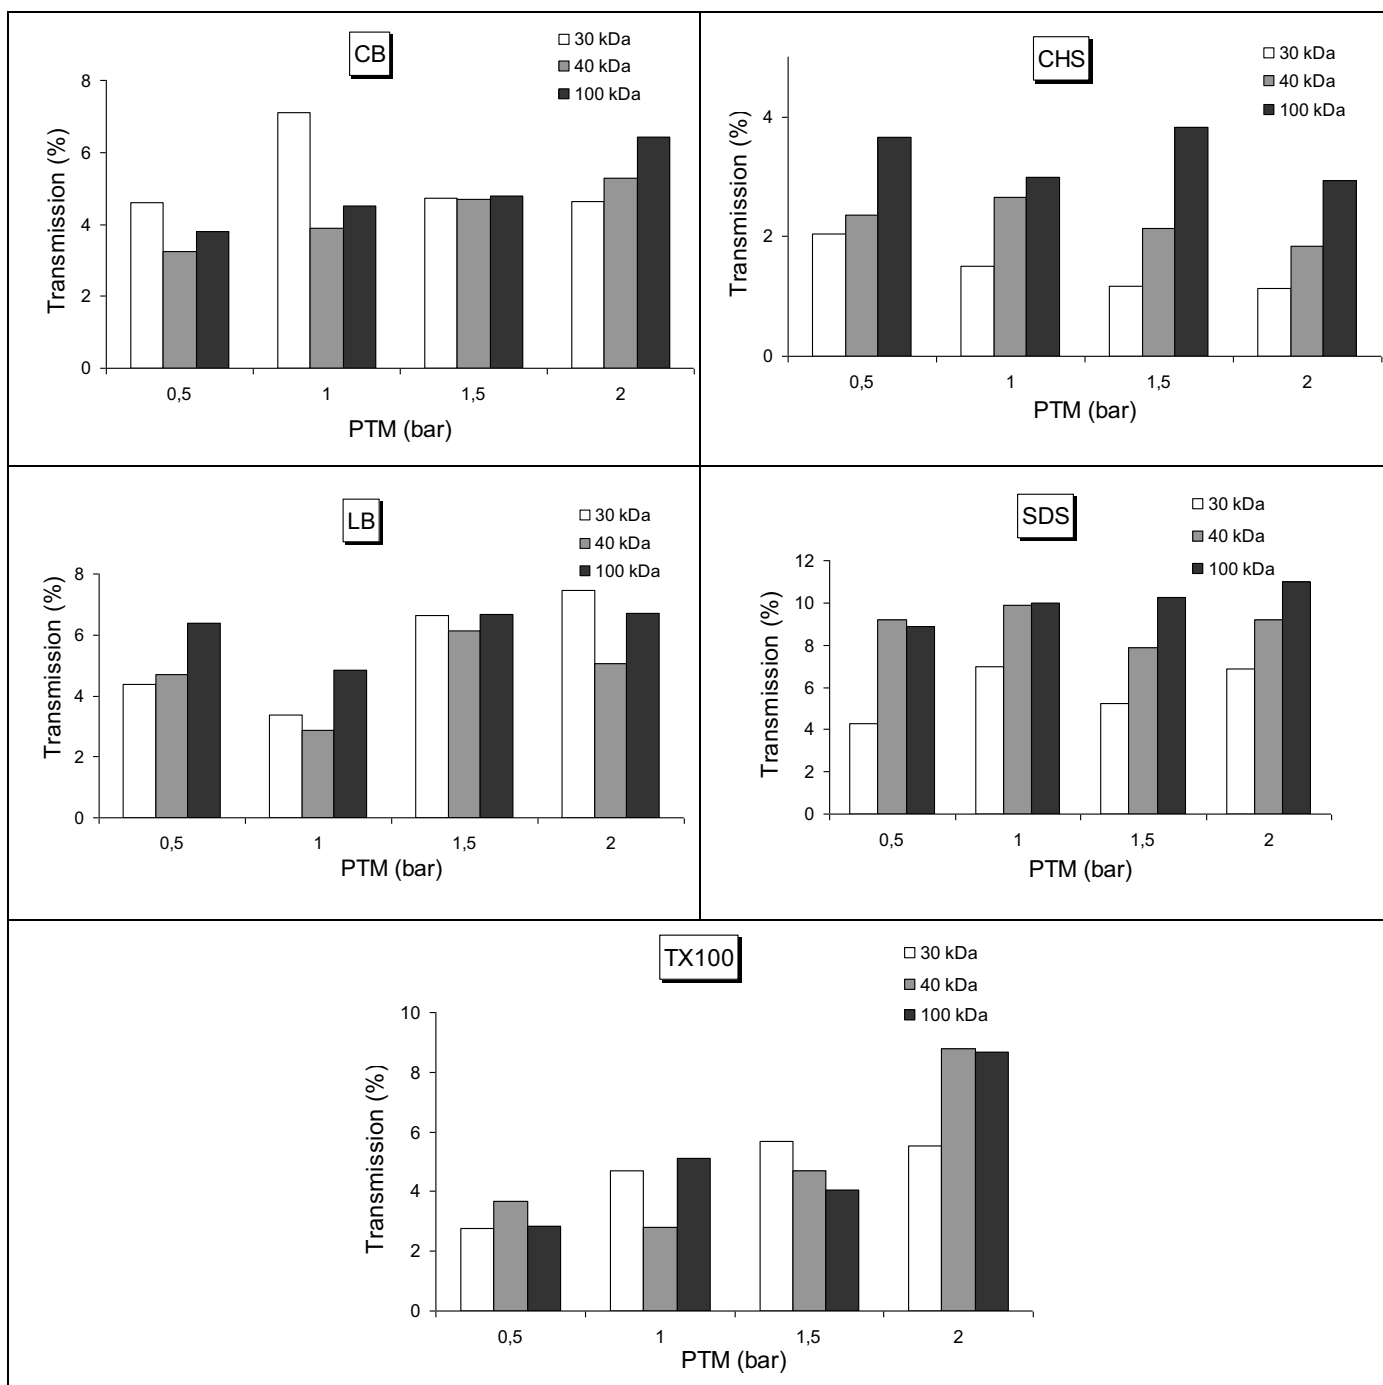 CB
30 kDa
40 kDa
100 kDa
Transmission (%)
8
6
4
2
0
0,5 1 1,5 2
PTM (bar)
CHS
30 kDa
40 kDa
100 kDa
Transmission (%)
4
2
0
0,5 1 1,5 2
PTM (bar)
LB
30 kDa
40 kDa
100 kDa
Transmission (%)
8
6
4
2
0
0,5 1 1,5 2
PTM (bar)
SDS
30 kDa
40 kDa
100 kDa
Transmission (%)
12
10
8
6
4
2
0
0,5 1 1,5 2
PTM (bar)
TX100
30 kDa
40 kDa
100 kDa
Transmission (%)
10
8
6
4
2
0
0,5 1 1,5 2
PTM (bar)